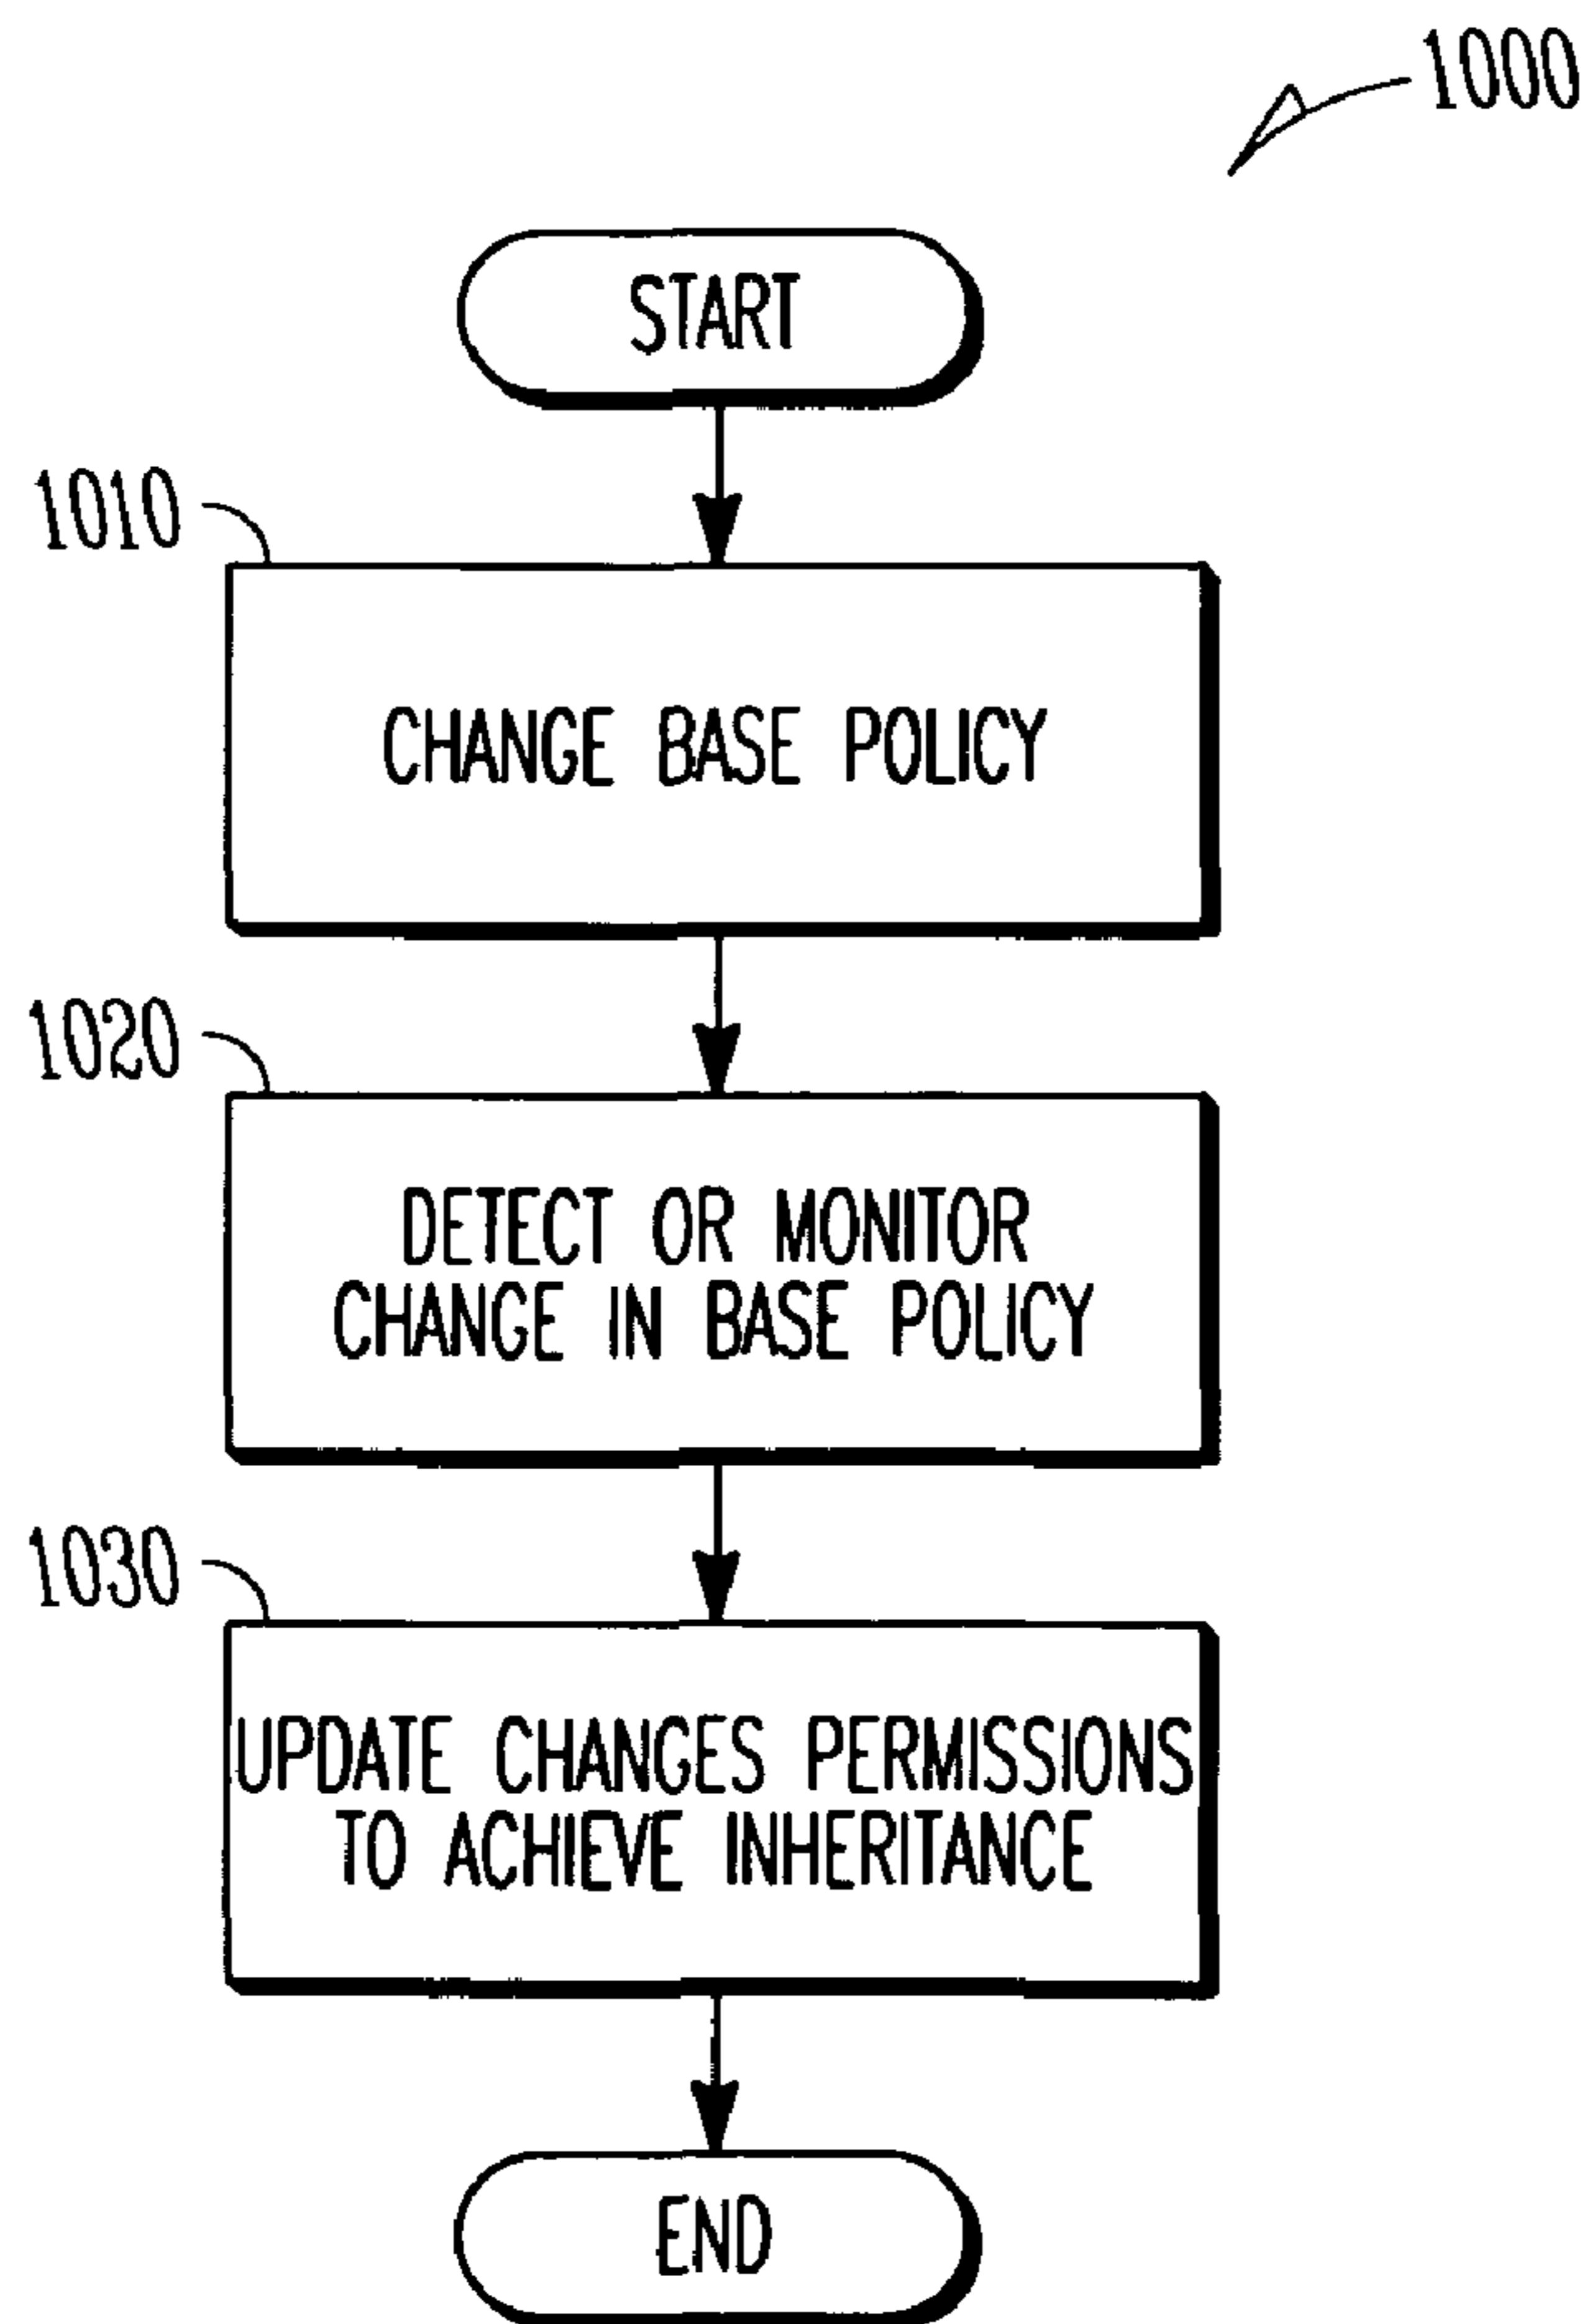 1000
START
1010
CHANGE BASE POLICY
1020
DETECT OR MONITOR
CHANGE IN BASE POLICY
1030
UPDATE CHANGES PERMISSIONS
TO ACHIEVE INHERITANCE
END